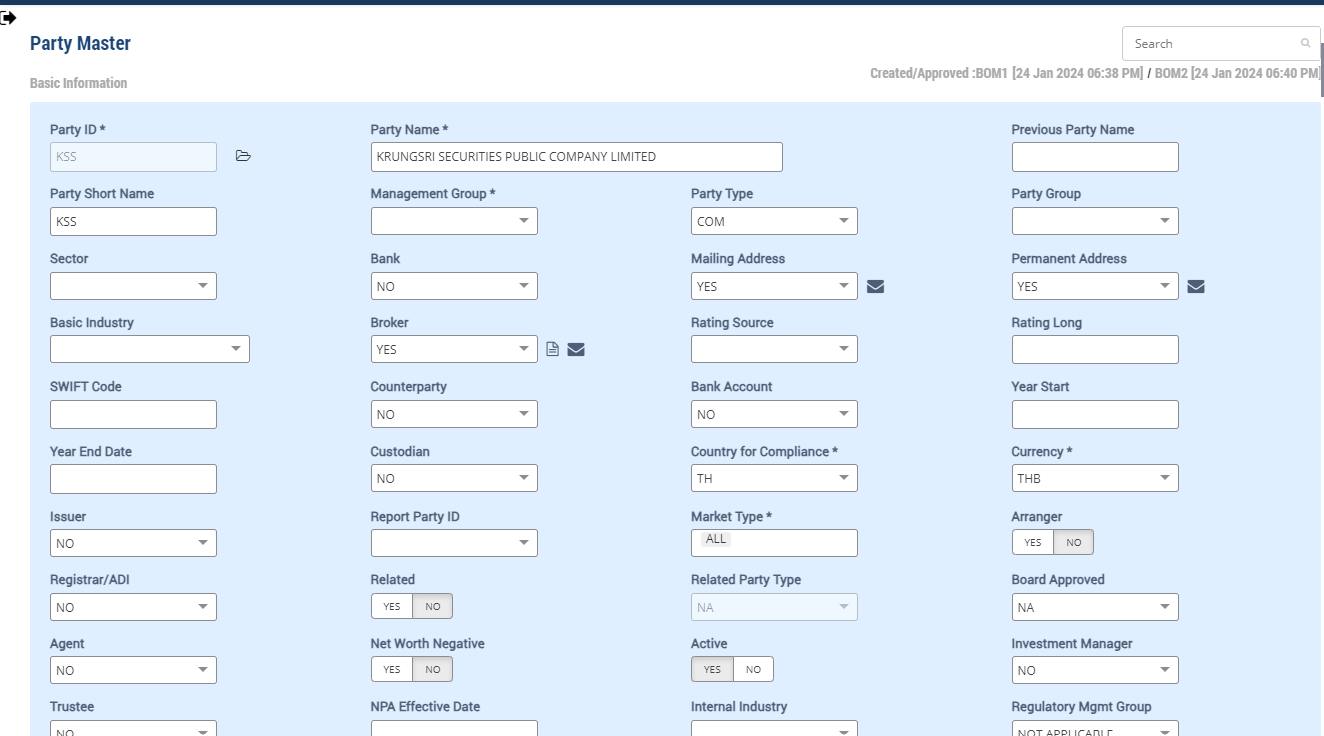 Party Master
Search
Basic Information
Created/Approved :BOM1 [24 Jan 2024 06:38 PM] / BOM2 [24 Jan 2024 06:40 PM]
Party ID * Party Name * Previous Party Name
KSS KRUNGSRI SECURITIES PUBLIC COMPANY LIMITED
Party Short Name Management Group * Party Type Party Group
KSS COM
Sector Bank Mailing Address Permanent Address
NO YES YES
Basic Industry Broker Rating Source Rating Long
YES
SWIFT Code Counterparty Bank Account Year Start
NO NO
Year End Date Custodian Country for Compliance * Currency *
NO TH THB
Issuer Report Party ID Market Type * Arranger
NO ALL YES NO
Registrar/ADI Related Related Party Type Board Approved
NO YES NO NA NA
Agent Net Worth Negative Active Investment Manager
NO YES NO YES NO NO
Trustee NPA Effective Date Internal Industry Regulatory Mgmt Group
NO NOT APPLICABLE